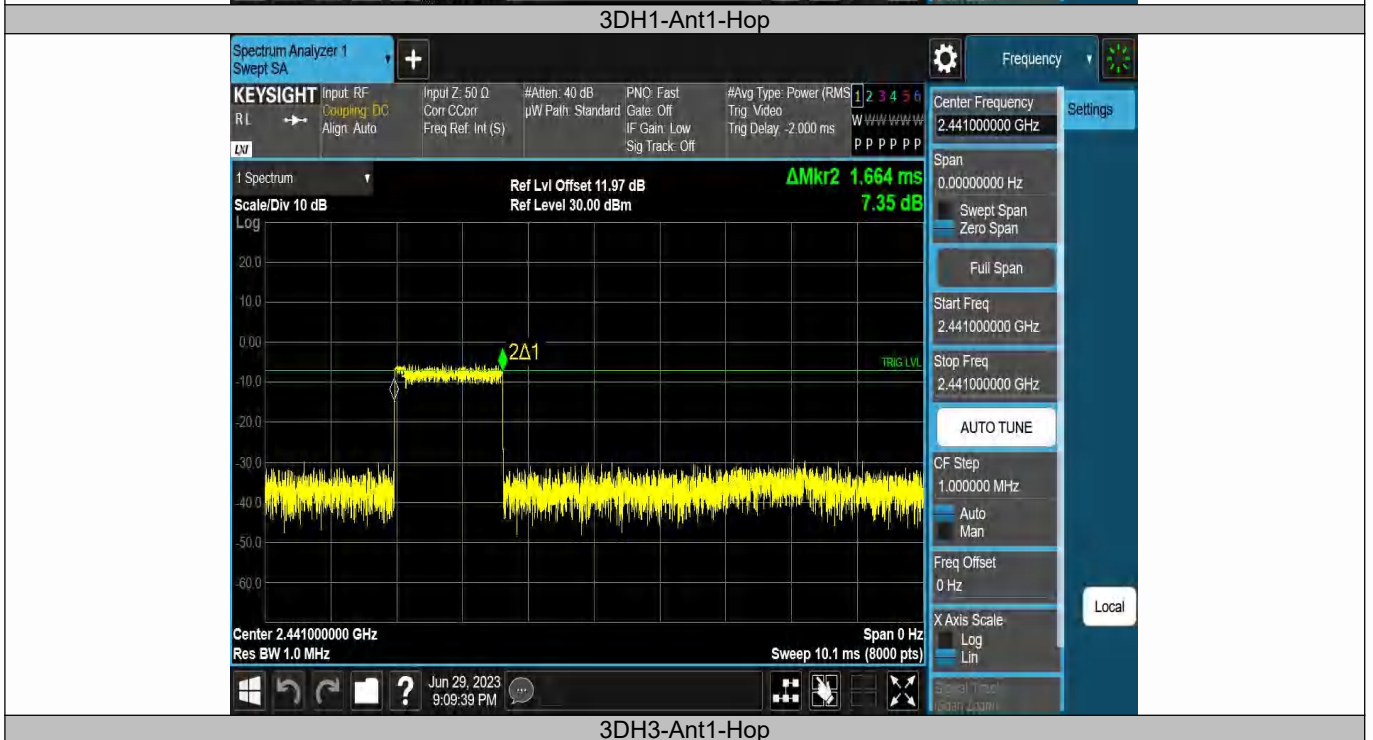 3DH1-Ant1-Hop
Spectrum Analyzer 1
Swept SA
+
Frequency
KEYSIGHT
RL
LXI
Input: RF
Coupling: DC
Align: Auto
Input Z: 50 Ω
Corr CCorr
Freq Ref: Int (S)
#Atten: 40 dB
µW Path: Standard
PNO: Fast
Gate: Off
IF Gain: Low
Sig Track: Off
#Avg Type: Power (RMS
Trig: Video
Trig Delay: -2.000 ms
1 2 3 4 5 6
W W W W W W
P P P P P P
Center Frequency
2.441000000 GHz
Settings
1 Spectrum
Scale/Div 10 dB
Log
Ref Lvl Offset 11.97 dB
Ref Level 30.00 dBm
ΔMkr2 1.664 ms
7.35 dB
Span
0.00000000 Hz
Swept Span
Zero Span
Full Span
Start Freq
2.441000000 GHz
Stop Freq
2.441000000 GHz
AUTO TUNE
CF Step
1.000000 MHz
Auto
Man
Freq Offset
0 Hz
X Axis Scale
Log
Lin
Local
20.0
10.0
0.00
-10.0
-20.0
-30.0
-40.0
-50.0
-60.0
2Δ1
TRIG LVL
Center 2.441000000 GHz
Res BW 1.0 MHz
Span 0 Hz
Sweep 10.1 ms (8000 pts)
?
Jun 29, 2023
9:09:39 PM
3DH3-Ant1-Hop